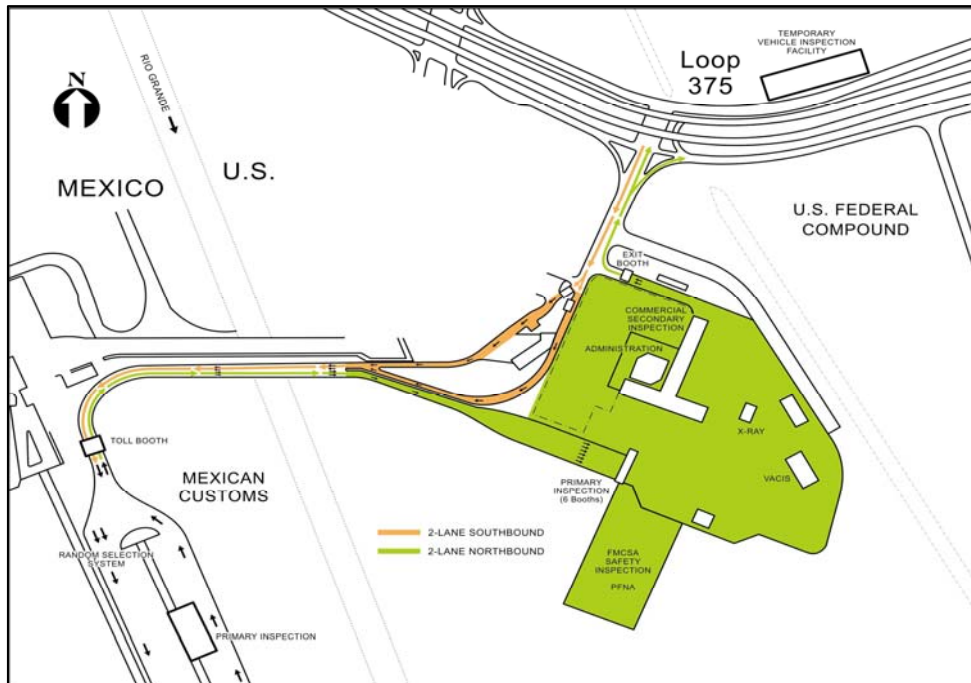 TEMPORARY
VEHICLE INSPECTION
FACILITY
Loop
375
N
RIO GRANDE
U.S.
MEXICO
U.S. FEDERAL
COMPOUND
EXIT
BOOTH
COMMERCIAL
SECONDARY
INSPECTION
ADMINISTRATION
X-RAY
TOLL BOOTH
MEXICAN
CUSTOMS
VACIS
PRIMARY
INSPECTION
(6 Booths)
2-LANE SOUTHBOUND
2-LANE NORTHBOUND
RANDOM SELECTION
SYSTEM
FMCSA
SAFETY
INSPECTION
PFNA
PRIMARY INSPECTION